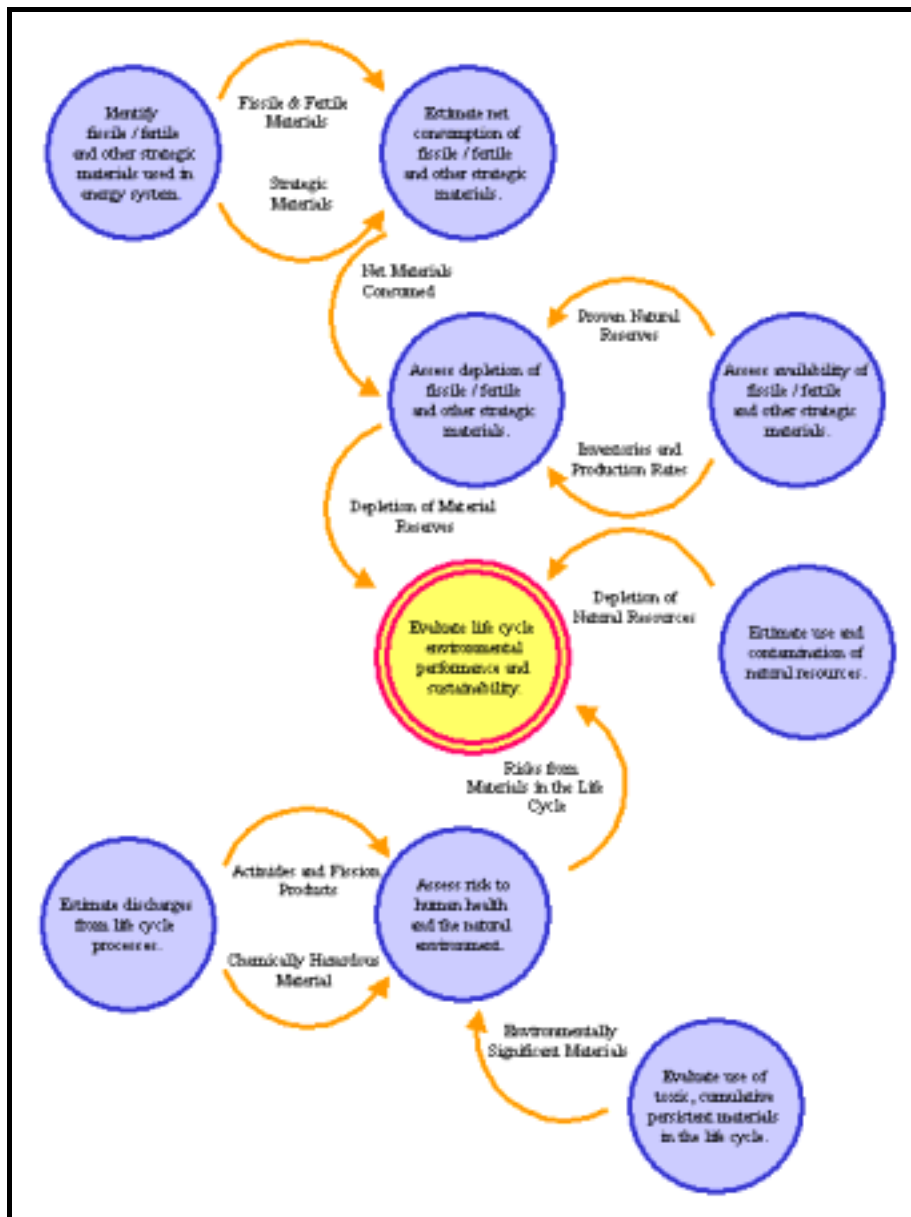 Identify
fissile / fertile
and other strategic
materials used in
energy system.
Fissile & Fertile
Materials
Strategic
Materials
Estimate net
consumption of
fissile / fertile
and other strategic
materials.
Net Materials
Consumed
Assess depletion of
fissile / fertile
and other strategic
materials.
Proven Natural
Reserves
Inventories and
Production Rates
Assess availability of
fissile / fertile
and other strategic
materials.
Depletion of Material
Reserves
Evaluate life cycle
environmental
performance and
sustainability.
Depletion of
Natural Resources
Estimate use and
contamination of
natural resources.
Risks from
Materials in the Life
Cycle
Estimate discharges
from life cycle
processes.
Actinides and Fission
Products
Chemically Hazardous
Material
Assess risk to
human health
and the natural
environment.
Environmentally
Significant Materials
Evaluate use of
toxic, cumulative
persistent materials
in the life cycle.